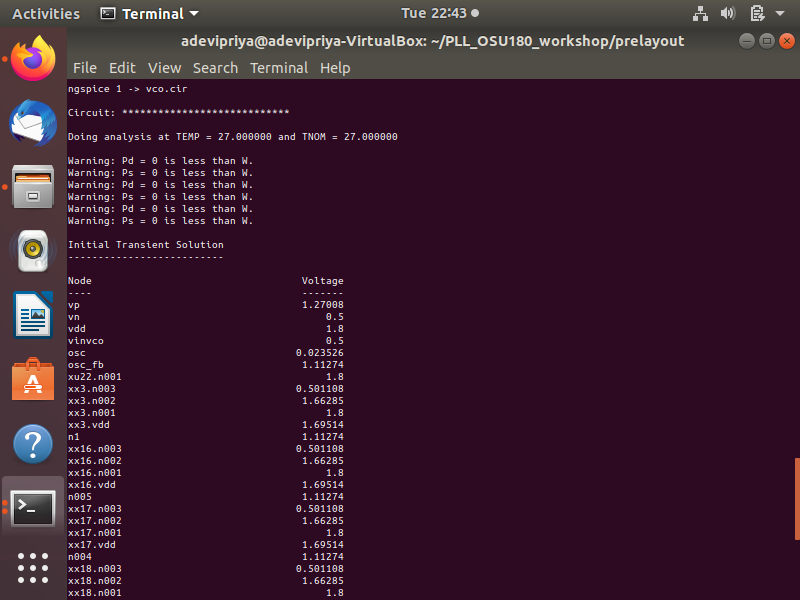 Activities Terminal Tue 22:43
adevipriya@adevipriya-VirtualBox: ~/PLL_OSU180_workshop/prelayout
File Edit View Search Terminal Help
ngspice 1 -> vco.cir
Circuit: ****************************
Doing analysis at TEMP = 27.000000 and TNOM = 27.000000
Warning: Pd = 0 is less than W.
Warning: Ps = 0 is less than W.
Warning: Pd = 0 is less than W.
Warning: Ps = 0 is less than W.
Warning: Pd = 0 is less than W.
Warning: Ps = 0 is less than W.
Initial Transient Solution
--------------------------
Node Voltage
---- -------
vp 1.27008
vn 0.5
vdd 1.8
vinvco 0.5
osc 0.023526
osc_fb 1.11274
xu22.n001 1.8
xx3.n003 0.501108
xx3.n002 1.66285
xx3.n001 1.8
xx3.vdd 1.69514
n1 1.11274
xx16.n003 0.501108
xx16.n002 1.66285
xx16.n001 1.8
xx16.vdd 1.69514
n005 1.11274
xx17.n003 0.501108
xx17.n002 1.66285
xx17.n001 1.8
xx17.vdd 1.69514
n004 1.11274
xx18.n003 0.501108
xx18.n002 1.66285
xx18.n001 1.8